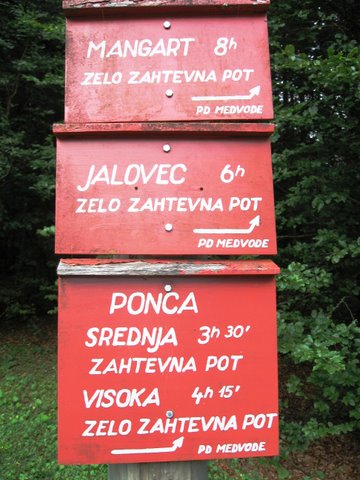 MANGART 8h
ZELO ZAHTEVNA POT
PD MEDVODE
JALOVEC 6h
ZELO ZAHTEVNA POT
PD MEDVODE
PONCA
SREDNJA 3h 30'
ZAHTEVNA POT
VISOKA 4h 15'
ZELO ZAHTEVNA POT
PD MEDVODE